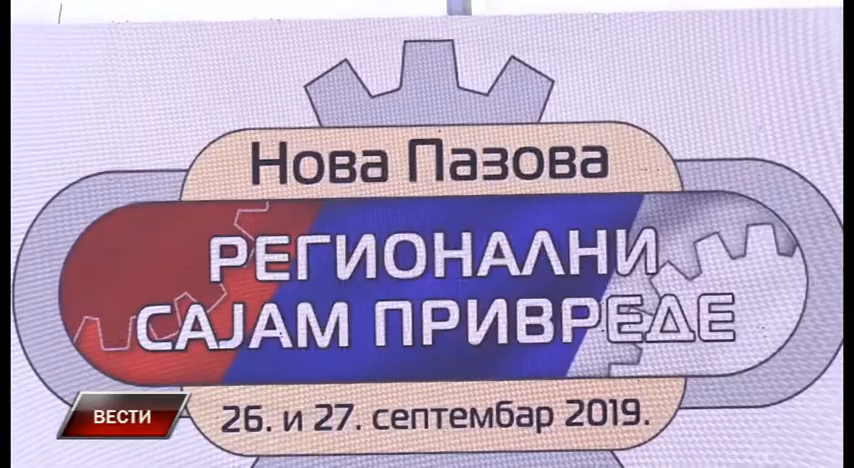 Нова Пазова
РЕГИОНАЛНИ
САЈАМ ПРИВРЕДЕ
26. и 27. септембар 2019.
ВЕСТИ